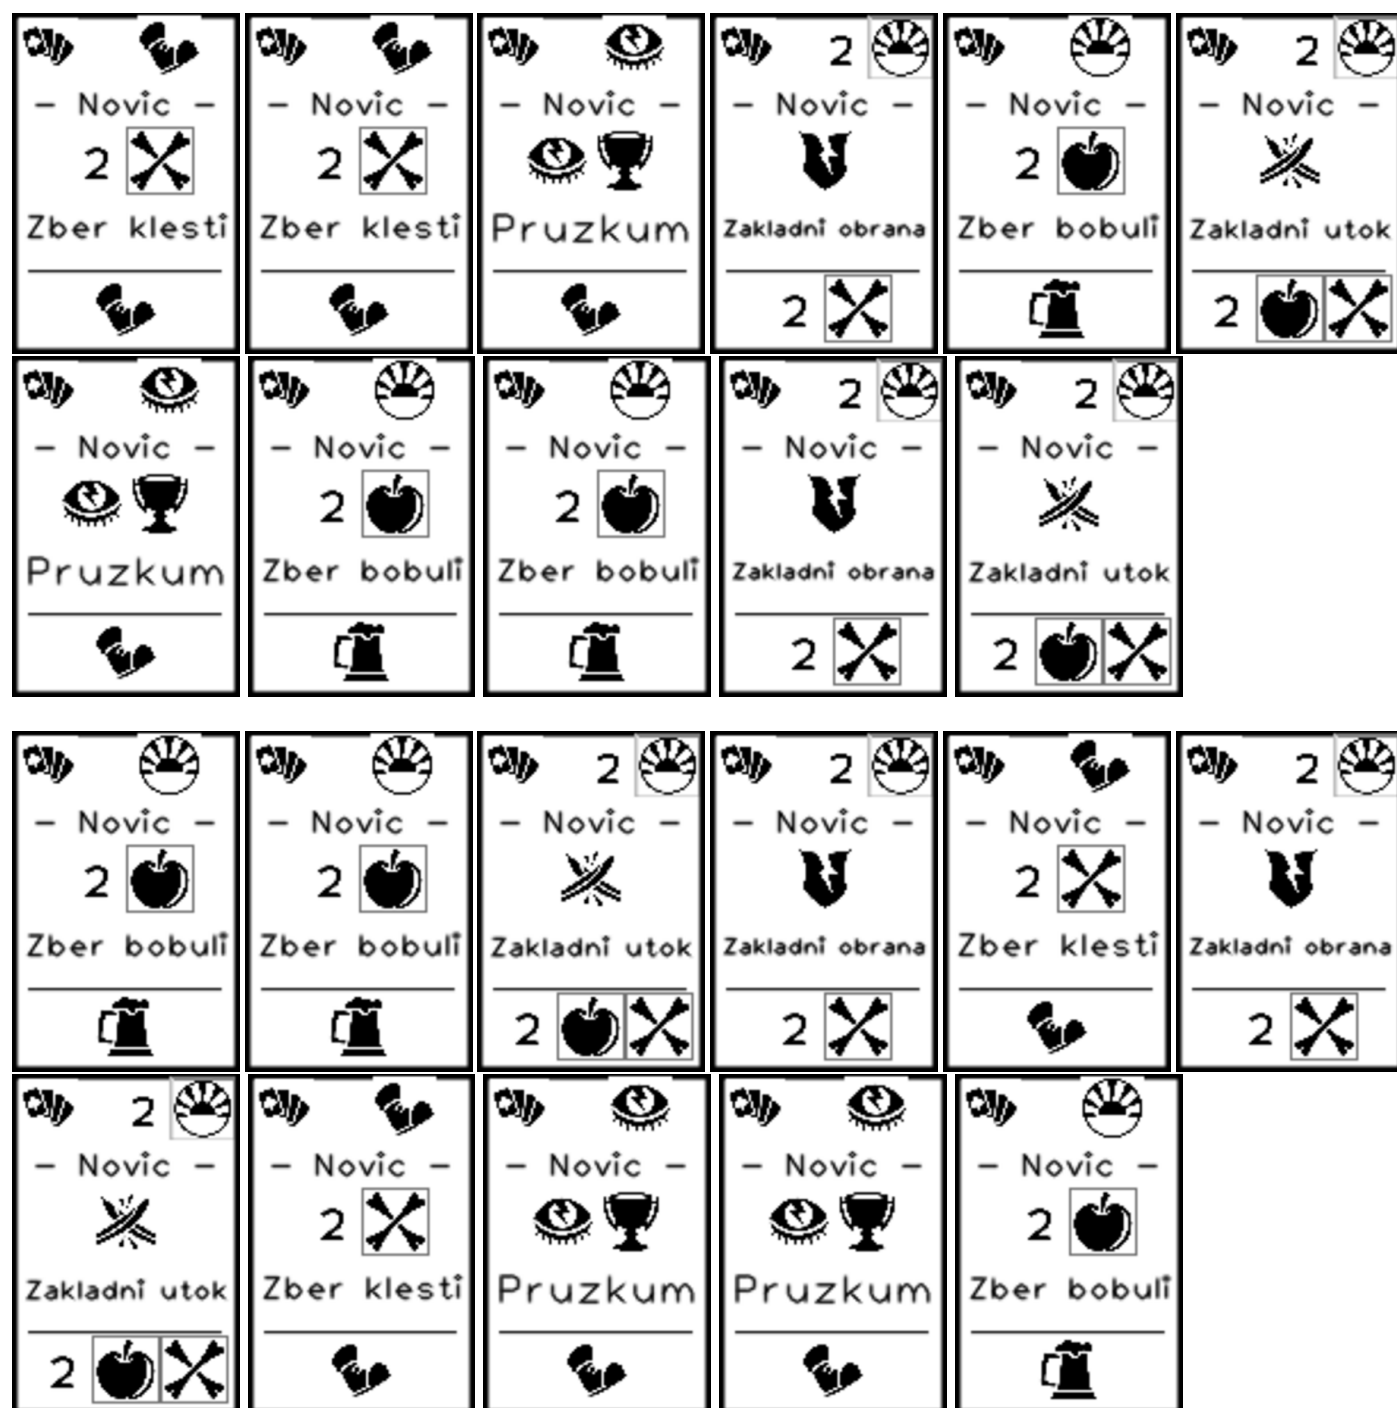 2 2
– Novic – – Novic – – Novic – – Novic – – Novic – – Novic –
2 2 2
Zber klesti Zber klesti Pruzkum Zakladni obrana Zber bobuli Zakladni utok
2 2
2 2
– Novic – – Novic – – Novic – – Novic – – Novic –
2 2
Pruzkum Zber bobuli Zber bobuli Zakladni obrana Zakladni utok
2 2
2 2 2
– Novic – – Novic – – Novic – – Novic – – Novic – – Novic –
2 2 2
Zber bobuli Zber bobuli Zakladni utok Zakladni obrana Zber klesti Zakladni obrana
2 2 2
2
– Novic – – Novic – – Novic – – Novic – – Novic –
2 2
Zakladni utok Zber klesti Pruzkum Pruzkum Zber bobuli
2